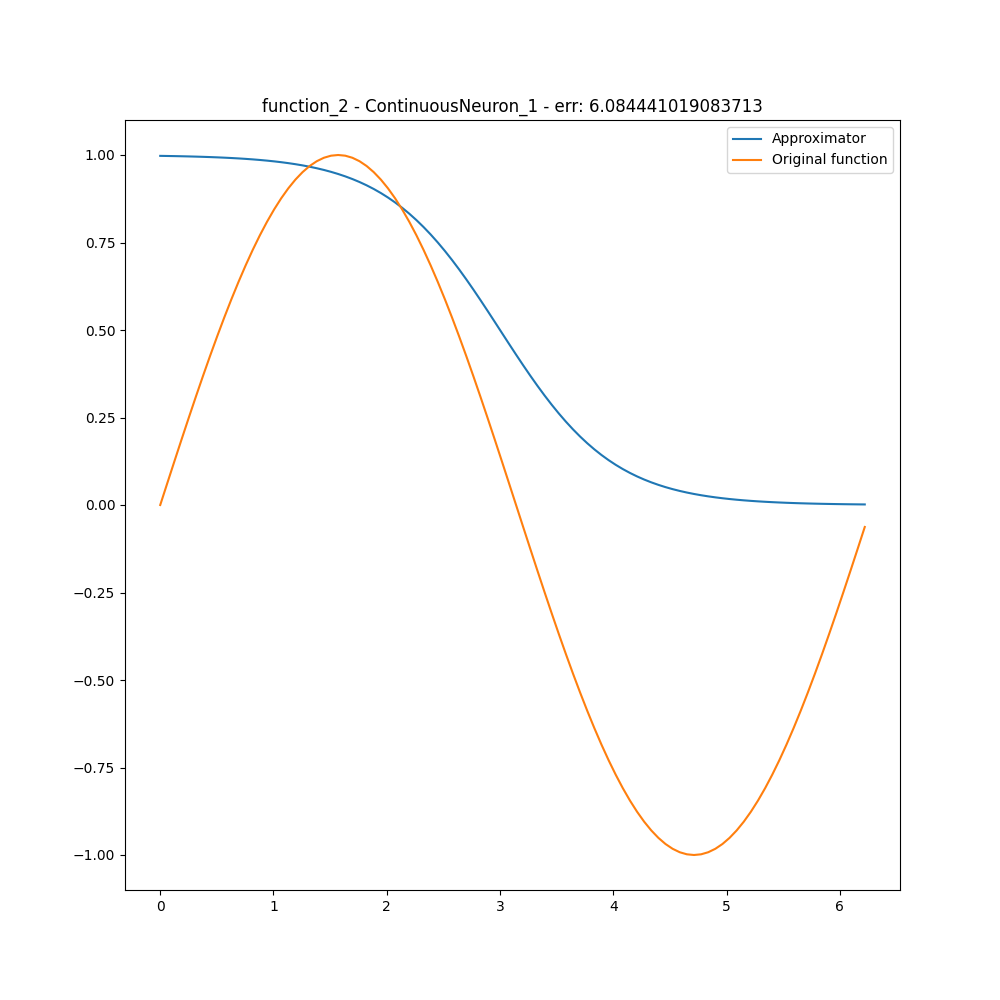 function_2 - ContinuousNeuron_1 - err: 6.084441019083713
Approximator
Original function
1.00
0.75
0.50
0.25
0.00
−0.25
−0.50
−0.75
−1.00
0 1 2 3 4 5 6